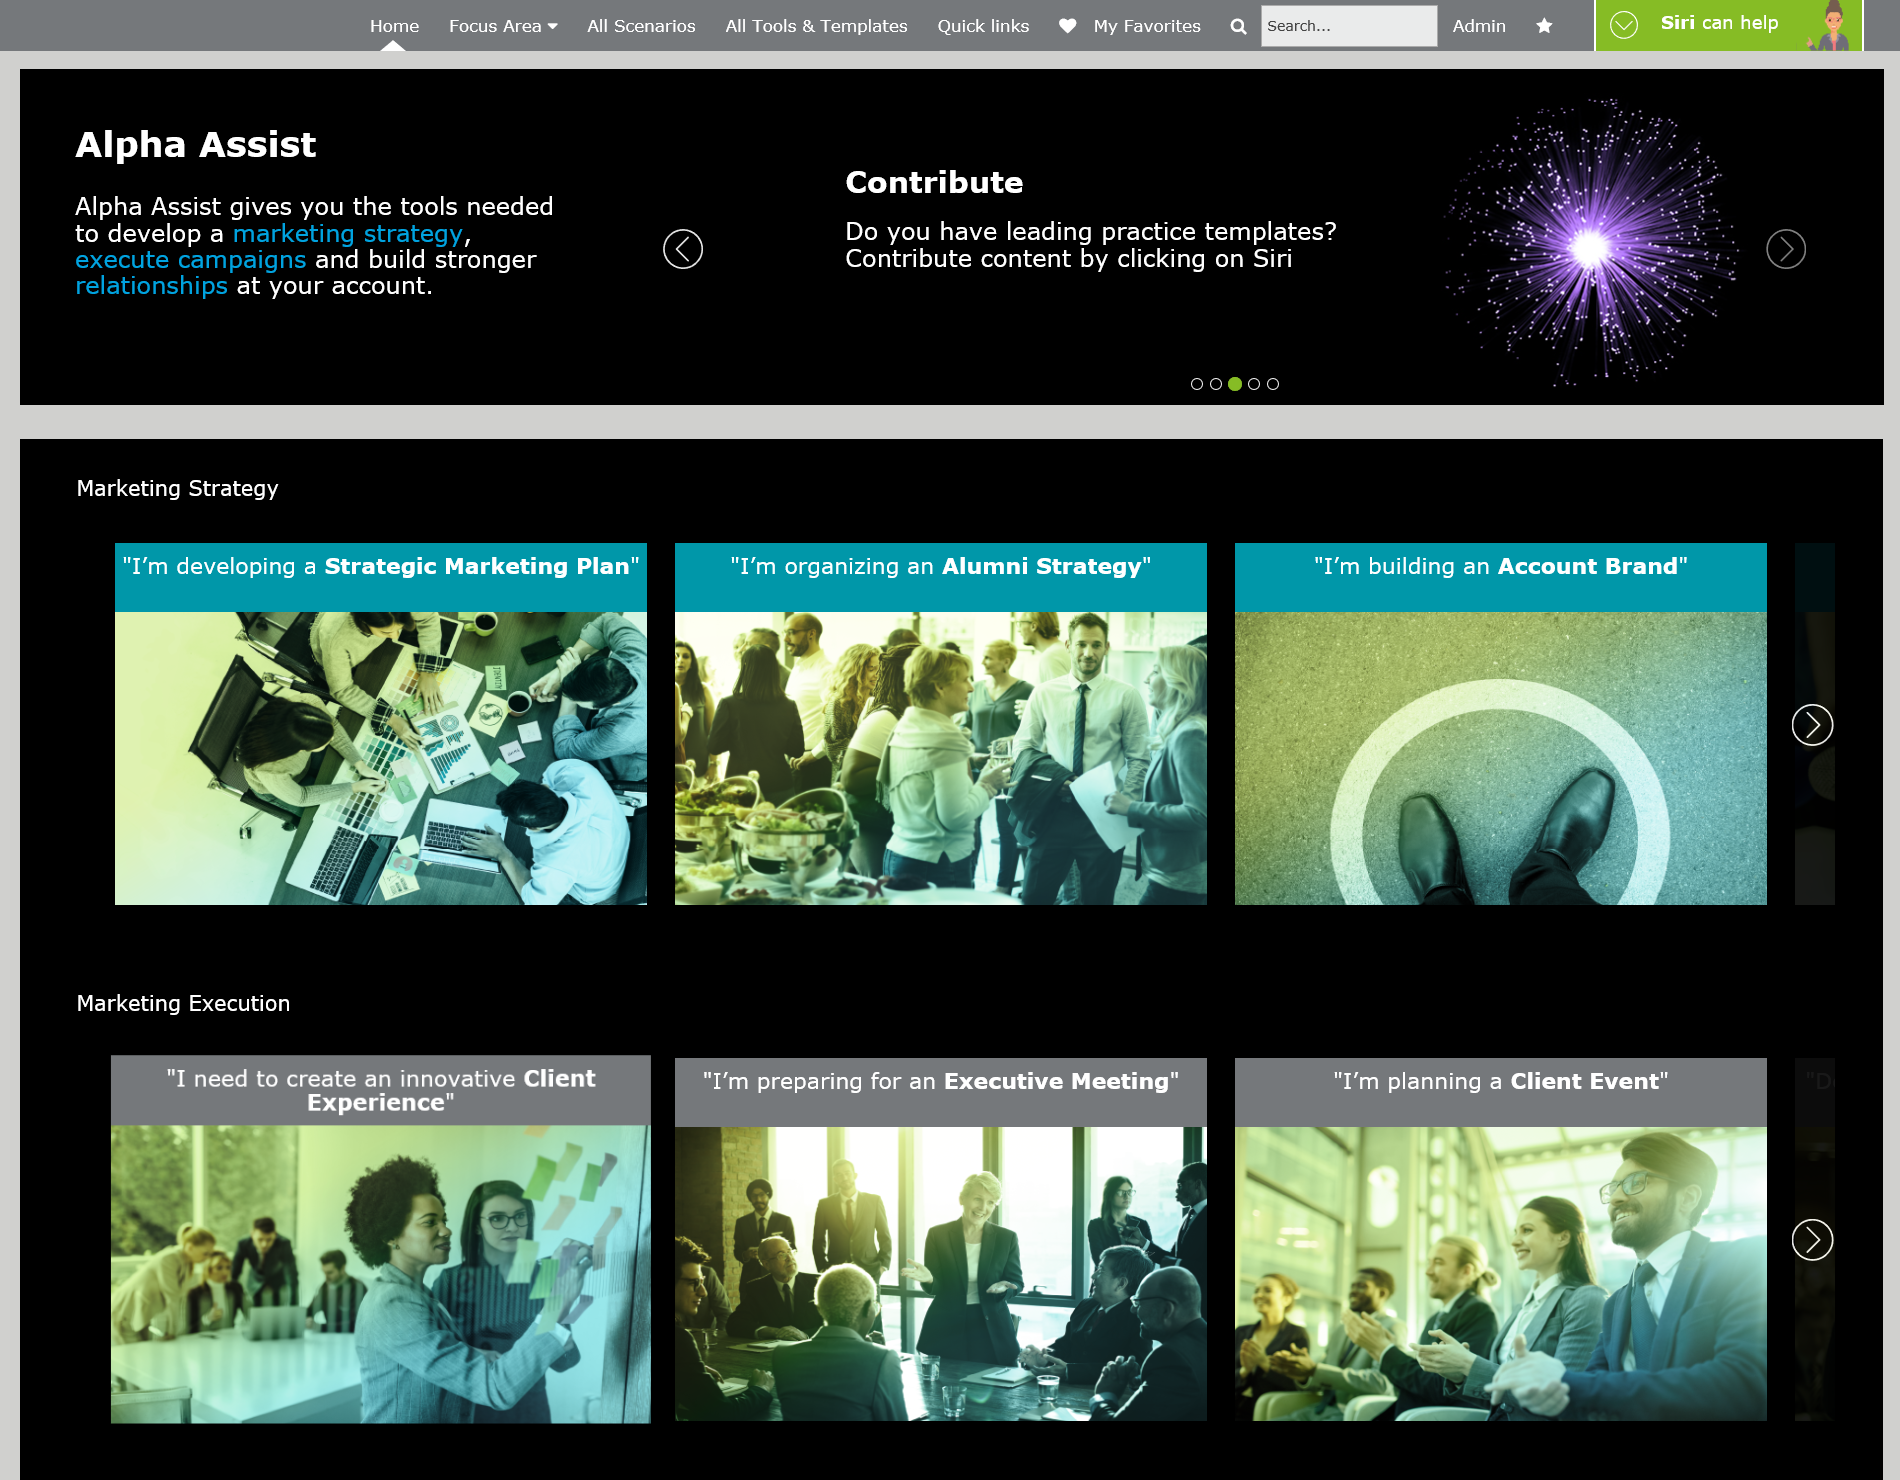 Home Focus Area All Scenarios All Tools & Templates Quick links My Favorites Search... Admin Siri can help
Alpha Assist
Alpha Assist gives you the tools needed
to develop a marketing strategy,
execute campaigns and build stronger
relationships at your account.
Contribute
Do you have leading practice templates?
Contribute content by clicking on Siri
Marketing Strategy
"I'm developing a Strategic Marketing Plan"
"I'm organizing an Alumni Strategy"
"I'm building an Account Brand"
Marketing Execution
"I need to create an innovative Client
Experience"
"I'm preparing for an Executive Meeting"
"I'm planning a Client Event"